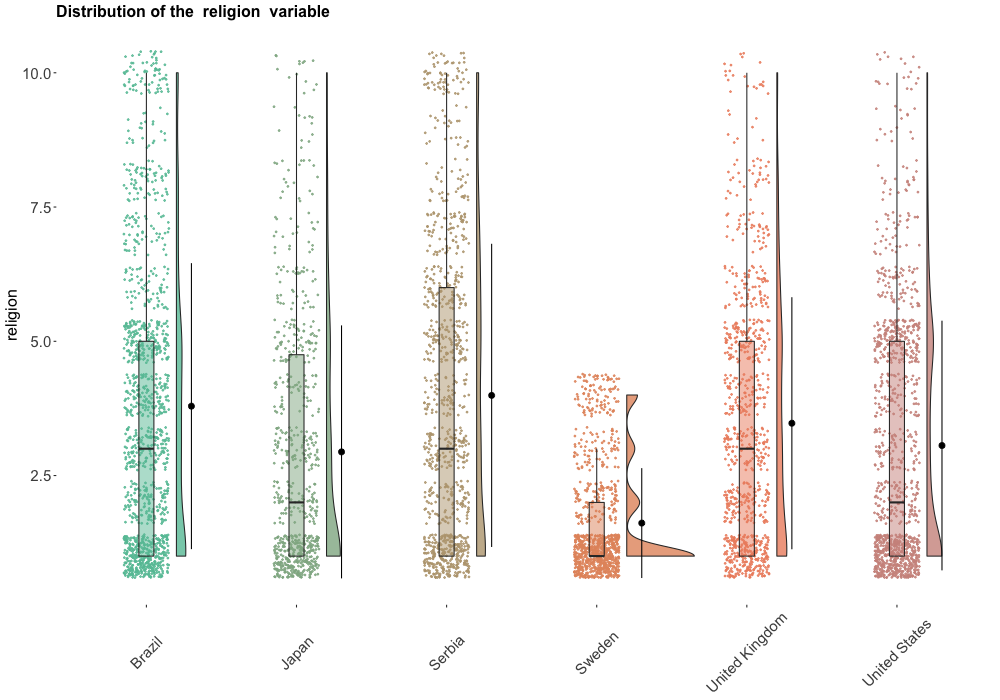 Distribution of the  religion  variable
religion
10.0
7.5
5.0
2.5
Brazil
Japan
Serbia
Sweden
United Kingdom
United States